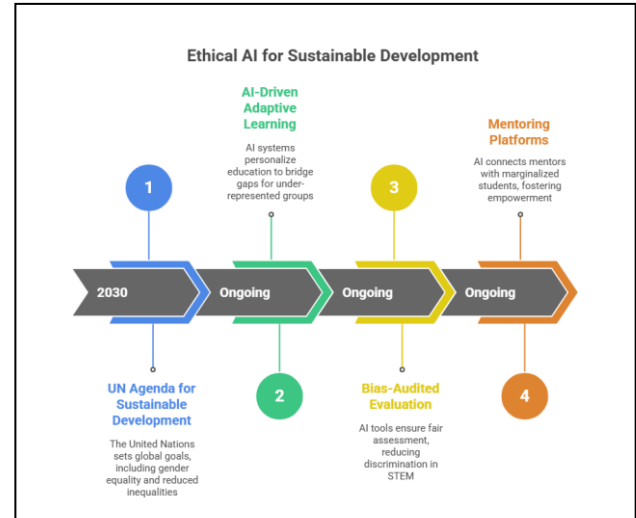 Ethical AI for Sustainable Development
AI-Driven
Adaptive
Learning
AI systems
personalize
education to bridge
gaps for under-
represented groups
Mentoring
Platforms
AI connects mentors
with marginalized
students, fostering
empowerment
1
3
2030
Ongoing
Ongoing
Ongoing
UN Agenda for
Sustainable
Development
The United Nations
sets global goals,
including gender
equality and reduced
inequalities
2
Bias-Audited
Evaluation
AI tools ensure fair
assessment,
reducing
discrimination in
STEM
4